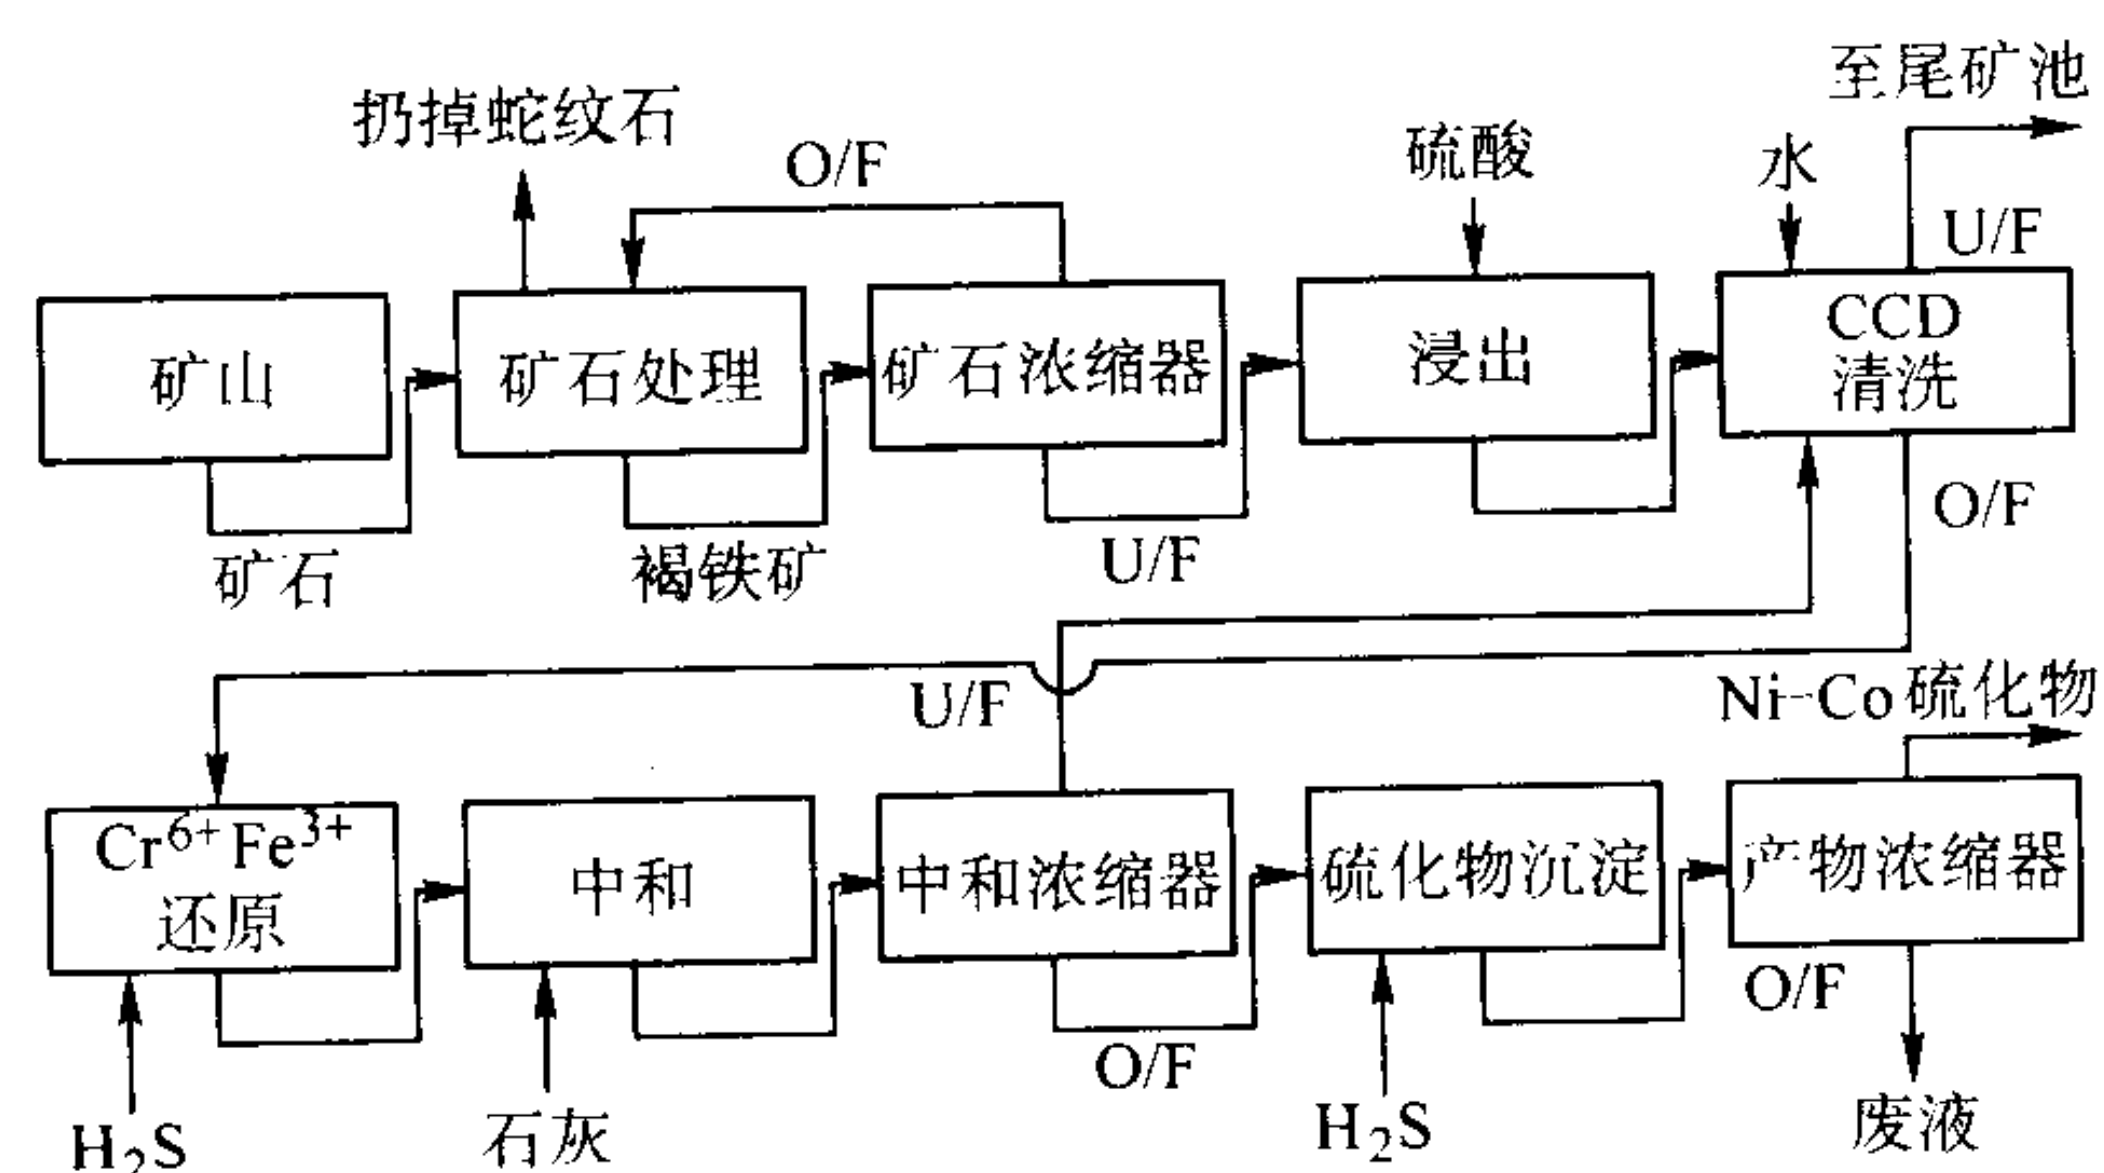 至尾矿池
扔掉蛇纹石
O/F
硫酸
水
U/F
矿山
矿石处理
矿石浓缩器
浸出
CCD
清洗
矿石
褐铁矿
U/F
O/F
U/F
Ni-Co硫化物
Cr⁶⁺Fe³⁺
还原
中和
中和浓缩器
硫化物沉淀
产物浓缩器
O/F
O/F
H₂S
石灰
H₂S
废液